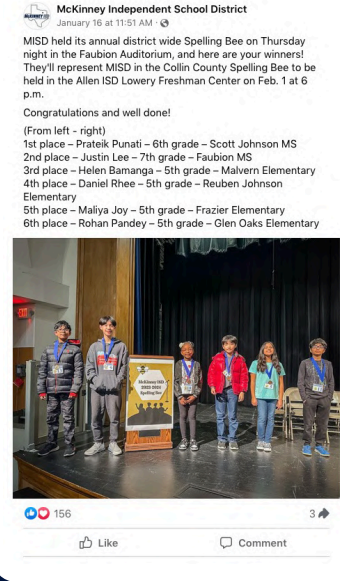 McKinney Independent School District
January 16 at 11:51 AM ·
MISD held its annual district wide Spelling Bee on Thursday
night in the Faubion Auditorium, and here are your winners!
They'll represent MISD in the Collin County Spelling Bee to be
held in the Allen ISD Lowery Freshman Center on Feb. 1 at 6
p.m.
Congratulations and well done!
(From left - right)
1st place – Prateik Punati - 6th grade – Scott Johnson MS
2nd place – Justin Lee – 7th grade – Faubion MS
3rd place – Helen Bamanga – 5th grade – Malvern Elementary
4th place – Daniel Rhee – 5th grade – Reuben Johnson
Elementary
5th place – Maliya Joy – 5th grade – Frazier Elementary
6th place – Rohan Pandey – 5th grade – Glen Oaks Elementary
McKinney ISD
Spelling Bee
156
3
Like
Comment